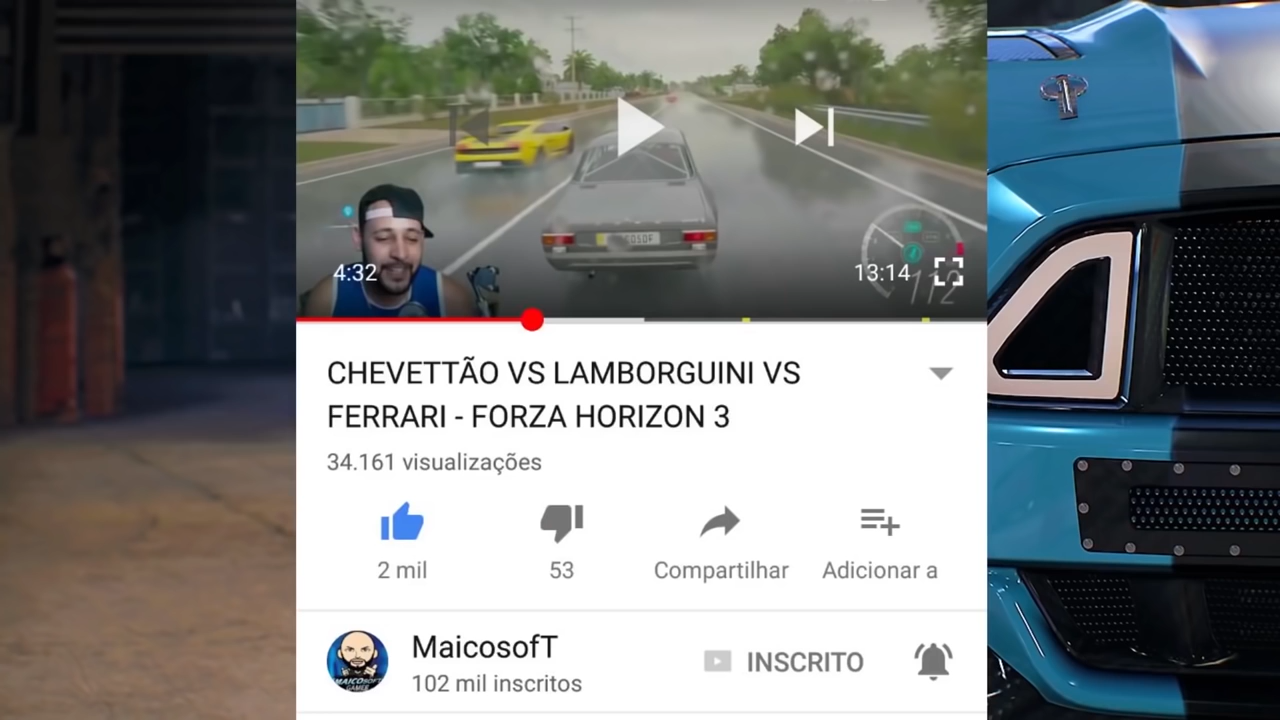 4:32
13:14
112
CHEVETTÃO VS LAMBORGUINI VS
FERRARI - FORZA HORIZON 3
34.161 visualizações
2 mil
53
Compartilhar
Adicionar a
MaicosofT
INSCRITO
102 mil inscritos